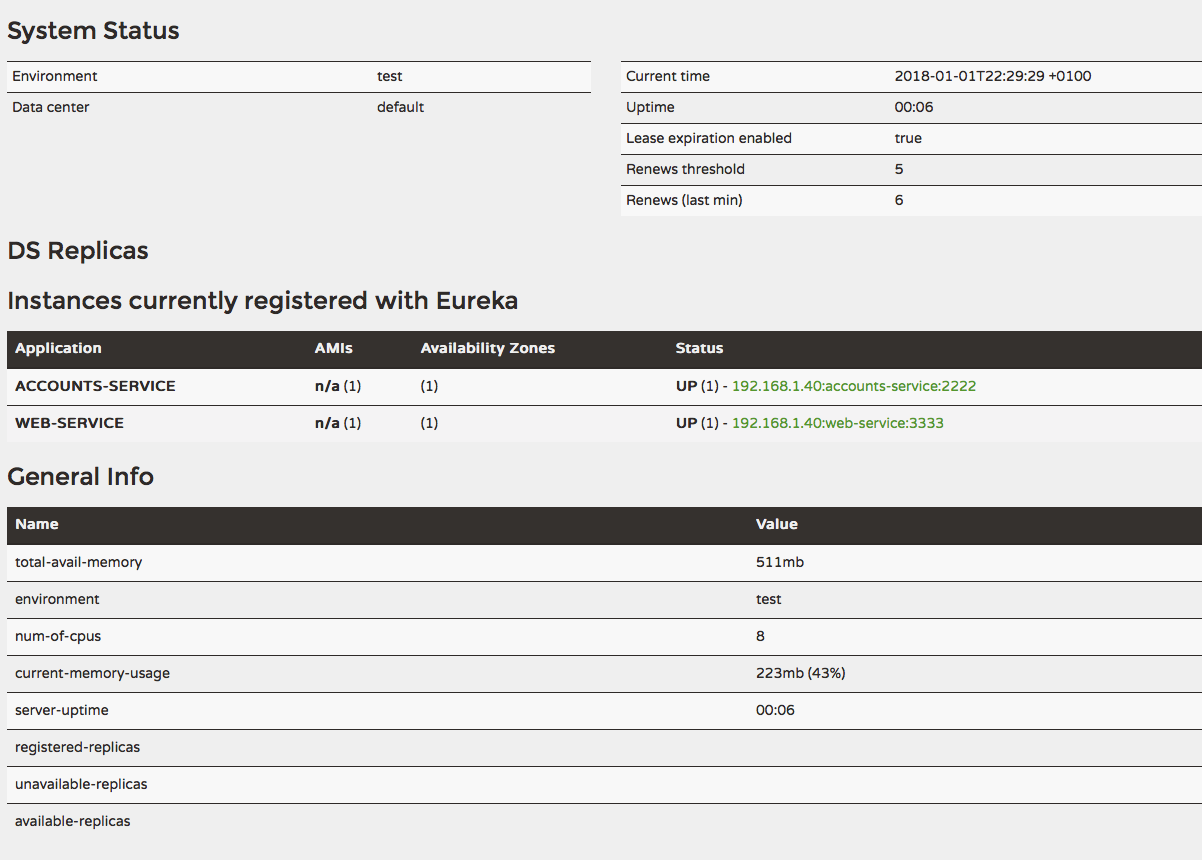 System Status
Environment test
Data center default
Current time 2018-01-01T22:29:29 +0100
Uptime 00:06
Lease expiration enabled true
Renews threshold 5
Renews (last min) 6
DS Replicas
Instances currently registered with Eureka
Application AMIs Availability Zones Status
ACCOUNTS-SERVICE n/a (1) (1) UP (1) - 192.168.1.40:accounts-service:2222
WEB-SERVICE n/a (1) (1) UP (1) - 192.168.1.40:web-service:3333
General Info
Name Value
total-avail-memory 511mb
environment test
num-of-cpus 8
current-memory-usage 223mb (43%)
server-uptime 00:06
registered-replicas
unavailable-replicas
available-replicas